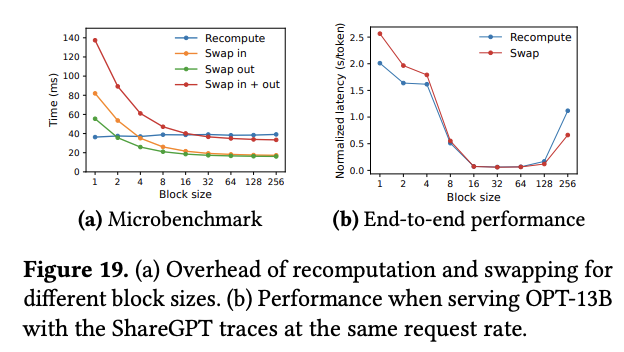 Time (ms)
140
120
100
80
60
40
20
0
Recompute
Swap in
Swap out
Swap in + out
1 2 4 8 16 32 64 128 256
Block size
(a) Microbenchmark
Normalized latency (s/token)
2.5
2.0
1.5
1.0
0.5
0.0
Recompute
Swap
1 2 4 8 16 32 64 128 256
Block size
(b) End-to-end performance
Figure 19. (a) Overhead of recomputation and swapping for
different block sizes. (b) Performance when serving OPT-13B
with the ShareGPT traces at the same request rate.